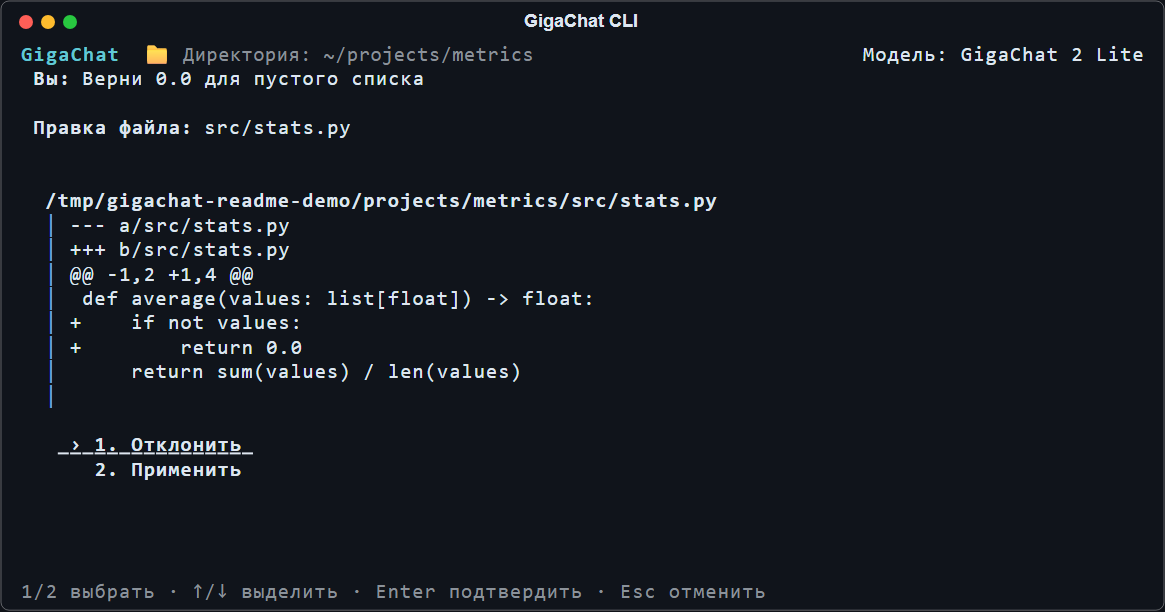 GigaChat CLI
GigaChat Директория: ~/projects/metrics Модель: GigaChat 2 Lite
Вы: Верни 0.0 для пустого списка
Правка файла: src/stats.py
/tmp/gigachat-readme-demo/projects/metrics/src/stats.py
│ --- a/src/stats.py
│ +++ b/src/stats.py
│ @@ -1,2 +1,4 @@
│  def average(values: list[float]) -> float:
│ +    if not values:
│ +        return 0.0
│      return sum(values) / len(values)
│
› 1. Отклонить
2. Применить
1/2 выбрать · ↑/↓ выделить · Enter подтвердить · Esc отменить